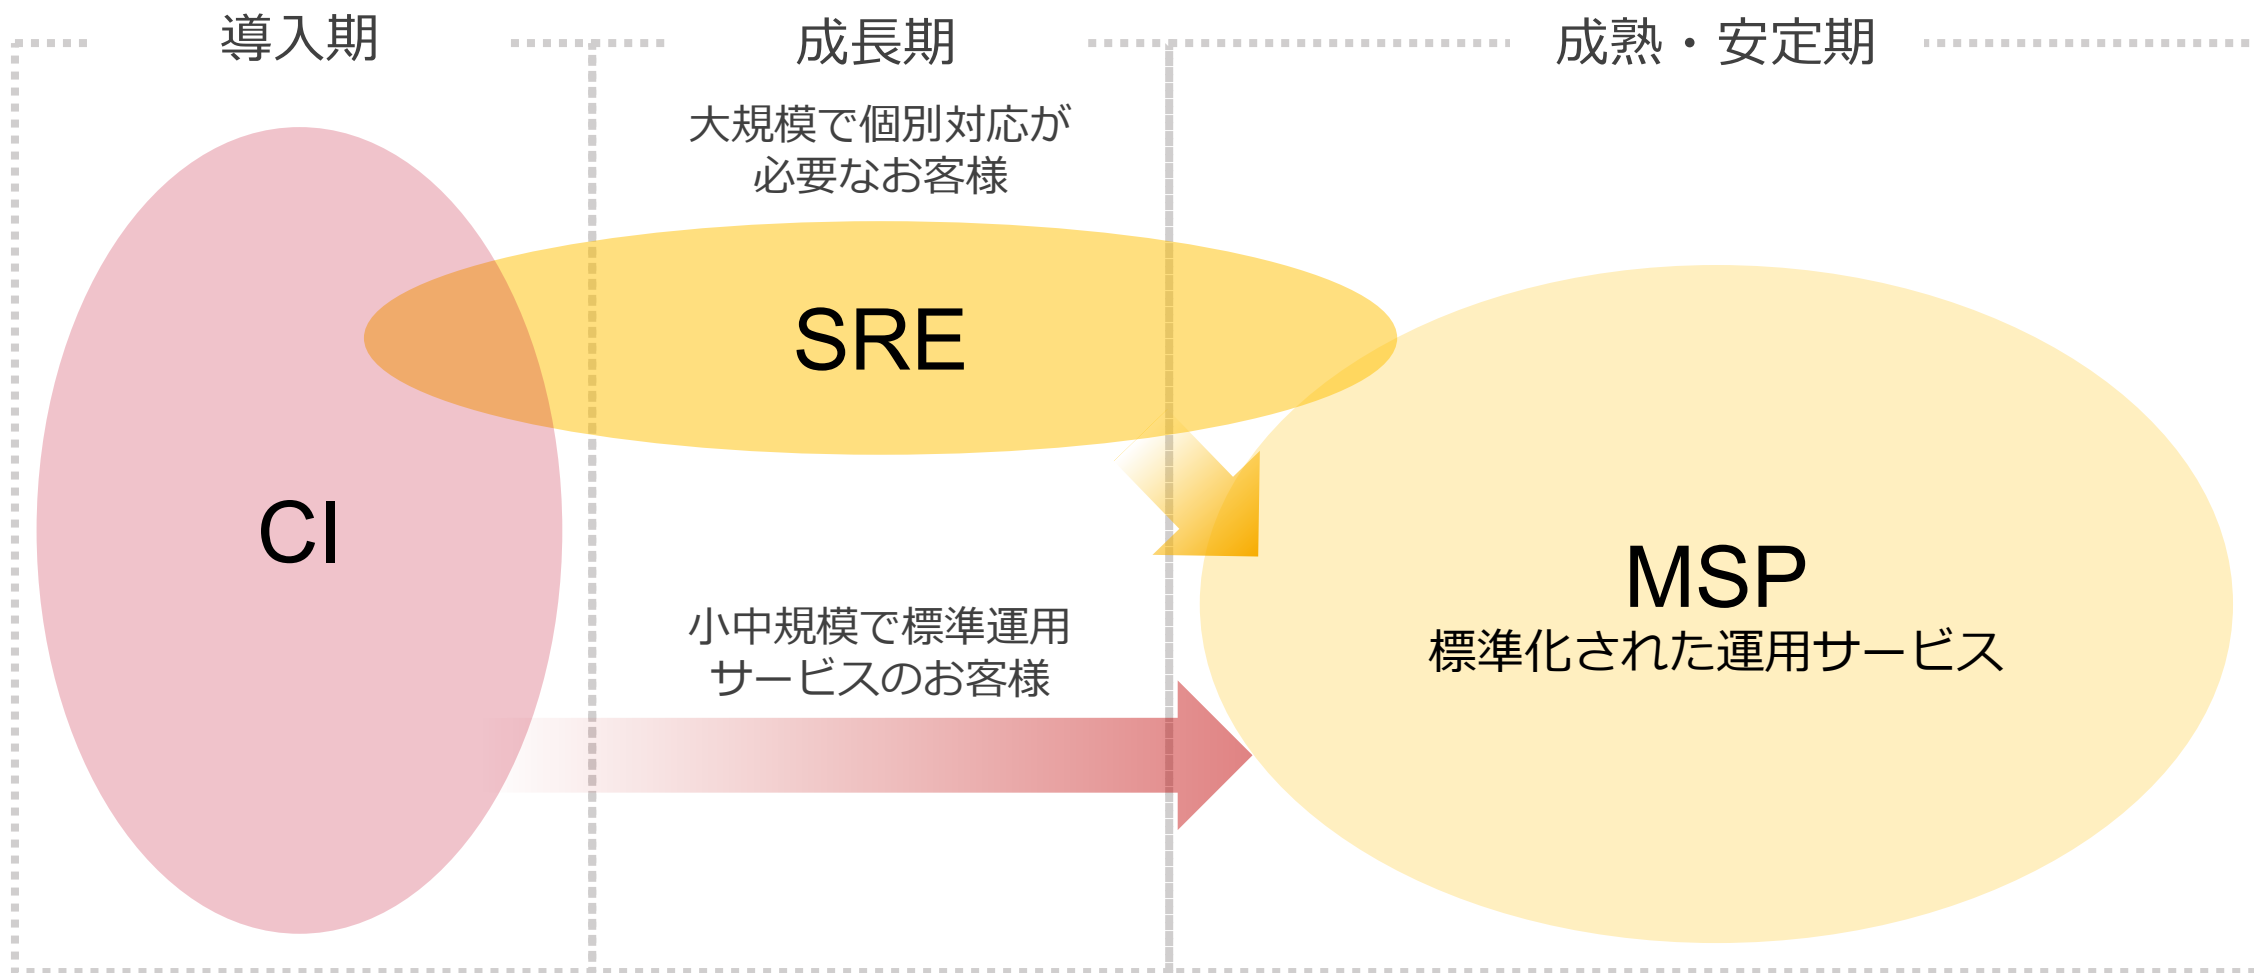 導入期
成長期
成熟・安定期
大規模で個別対応が
必要なお客様
SRE
CI
MSP
標準化された運用サービス
小中規模で標準運用
サービスのお客様